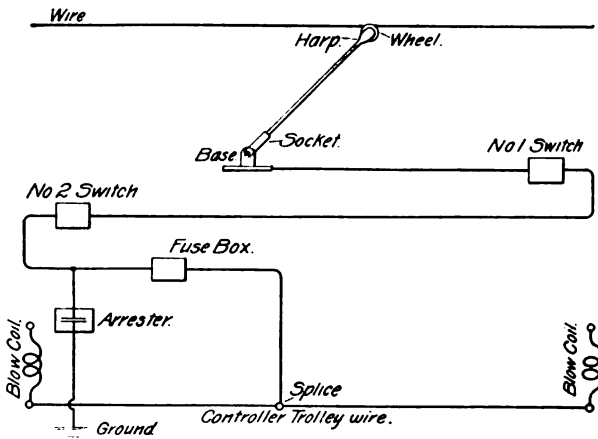 Wire
Harp.
Wheel.
Socket.
Base
No 1 Switch
No 2 Switch
Fuse Box.
Arrester.
Blow Coil.
Blow Coil.
Splice
Controller Trolley wire.
Ground